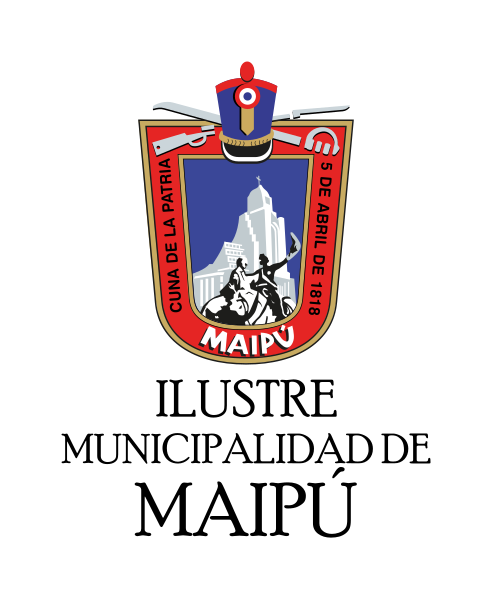 CUNA DE LA PATRIA
5 DE ABRIL DE 1818
MAIPÚ
ILUSTRE
MUNICIPALIDAD DE
MAIPÚ